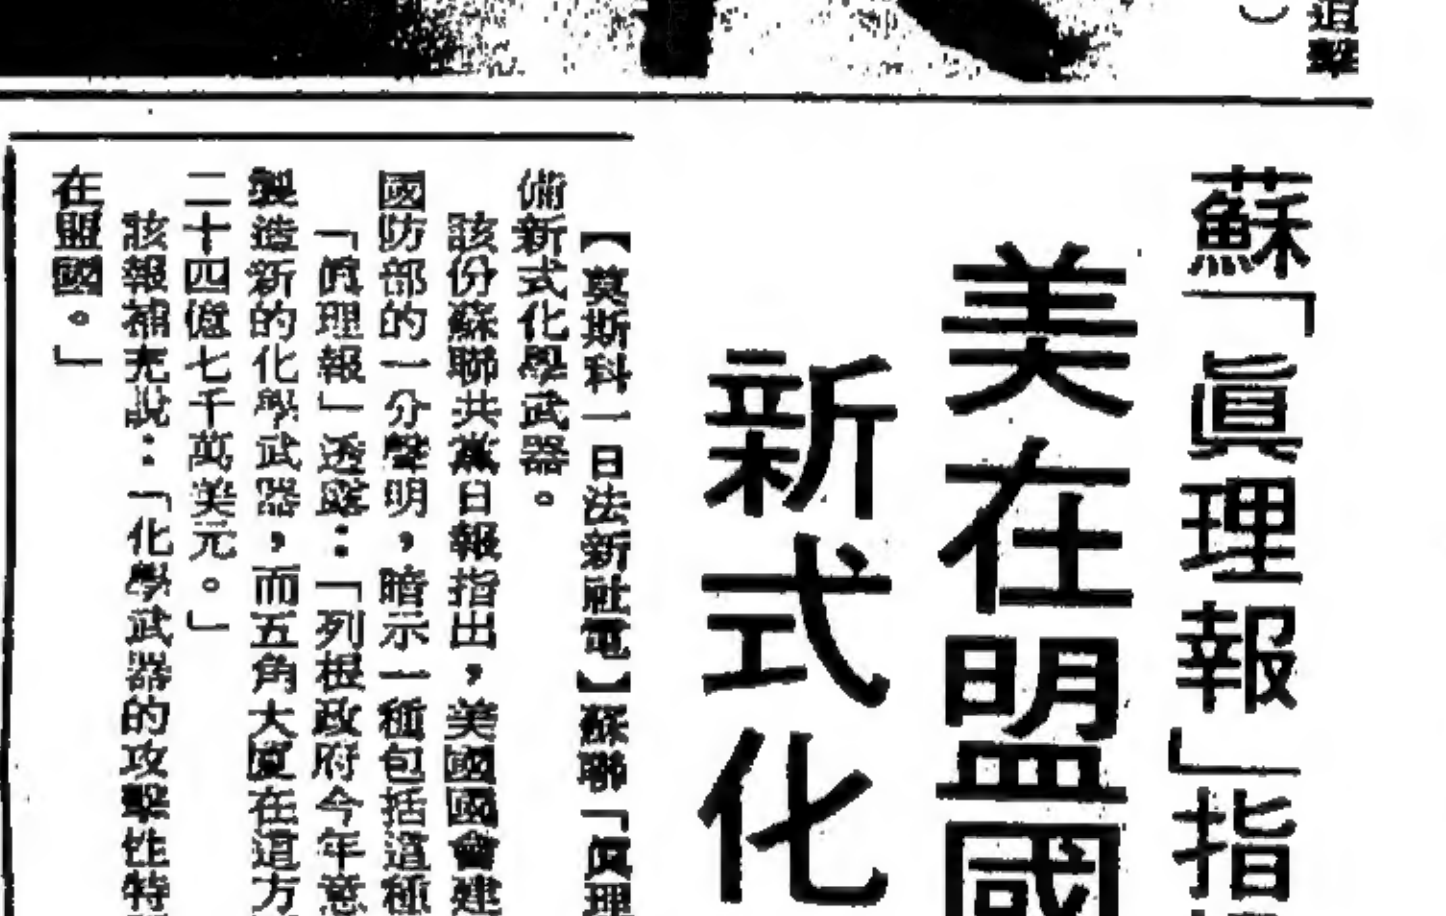 追擊
）
蘇「眞理報」指
美在盟國
新式化
【莫斯科一日法新社電】蘇聯「眞理
備新式化學武器。
該份蘇聯共黨日報指出，美國國會建
國防部的一分聲明，暗示一種包括這種
「眞理報」透露：「列根政府今年意
製造新的化學武器，而五角大廈在這方
二十四億七千萬美元。」
該報補充說：「化學武器的攻擊性特
在盟國。」